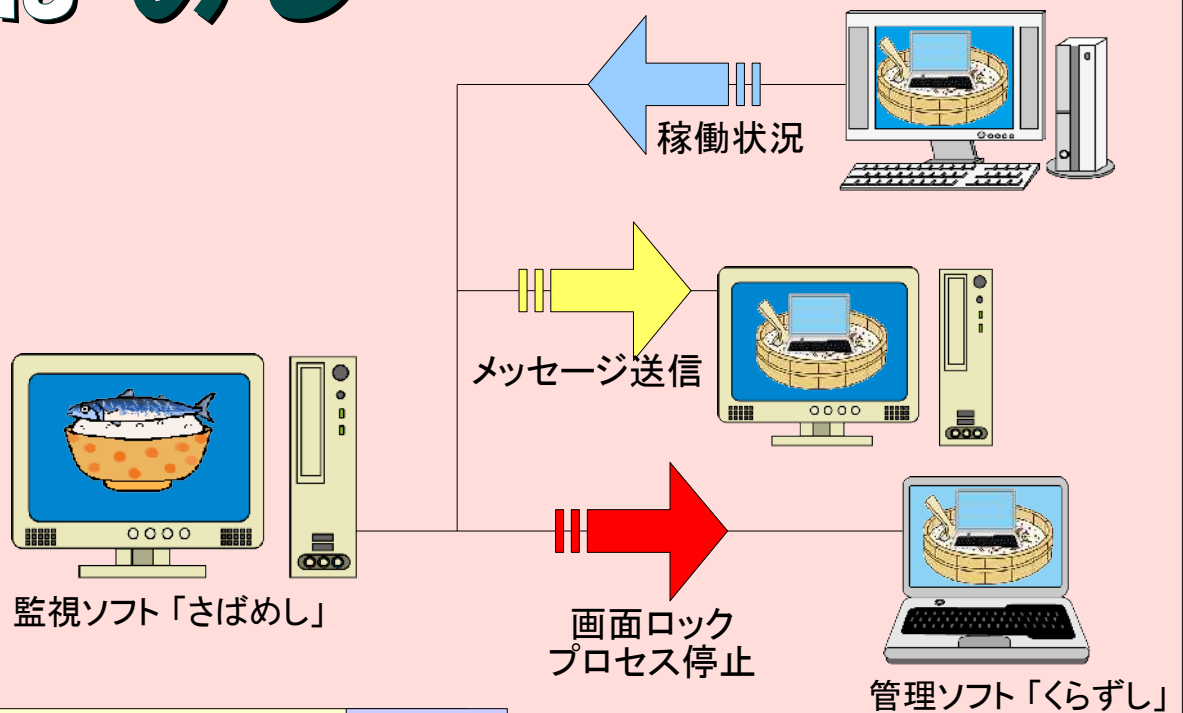 稼働状況
メッセージ送信
監視ソフト「さばめし」
画面ロック
プロセス停止
管理ソフト「くらずし」